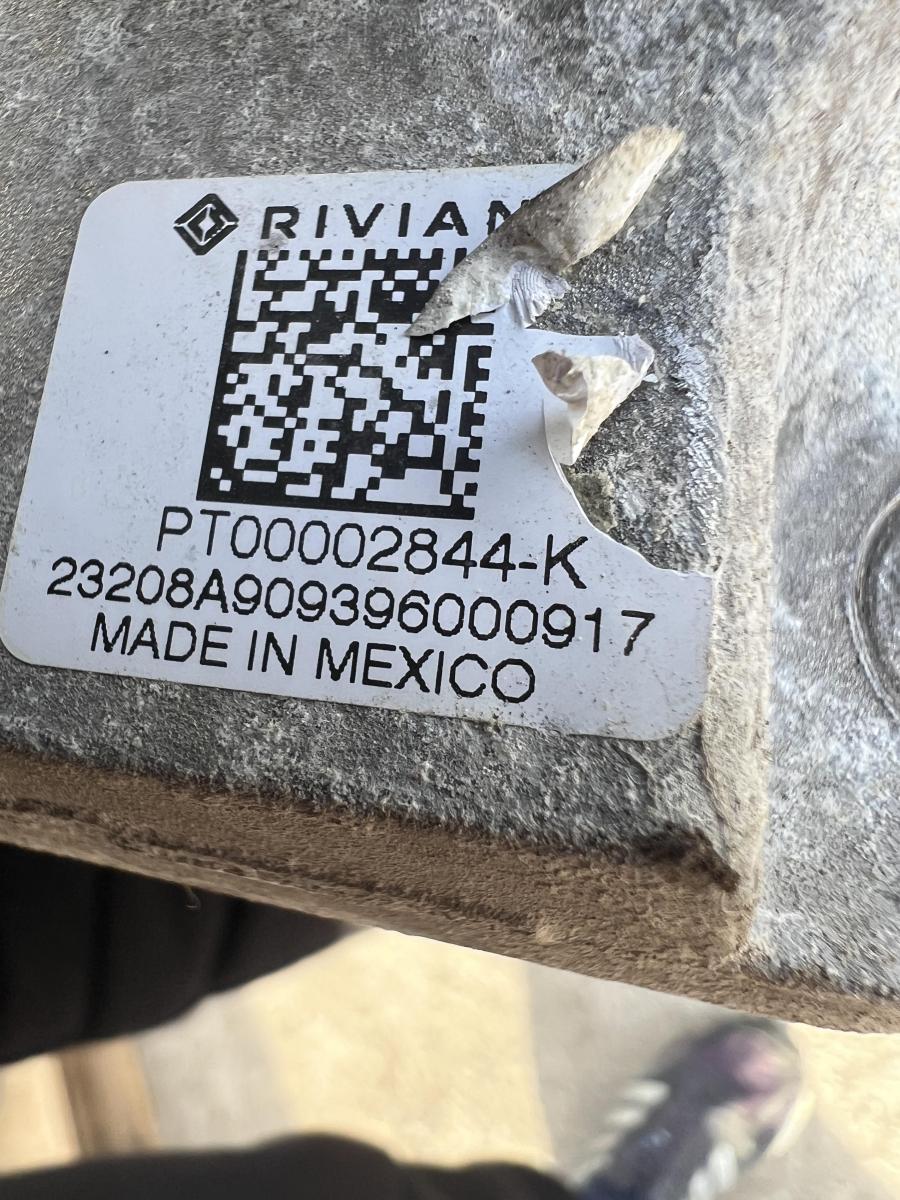 RIVIAN
PT00002844-K
23208A909396000917
MADE IN MEXICO